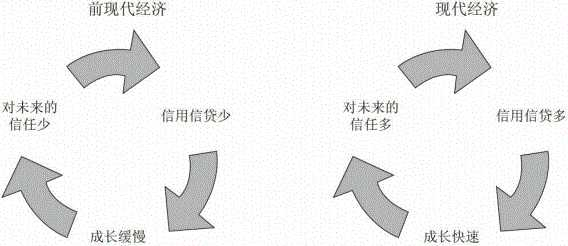 前现代经济
对未来的
信任少
信用信贷少
成长缓慢
现代经济
对未来的
信任多
信用信贷多
成长快速